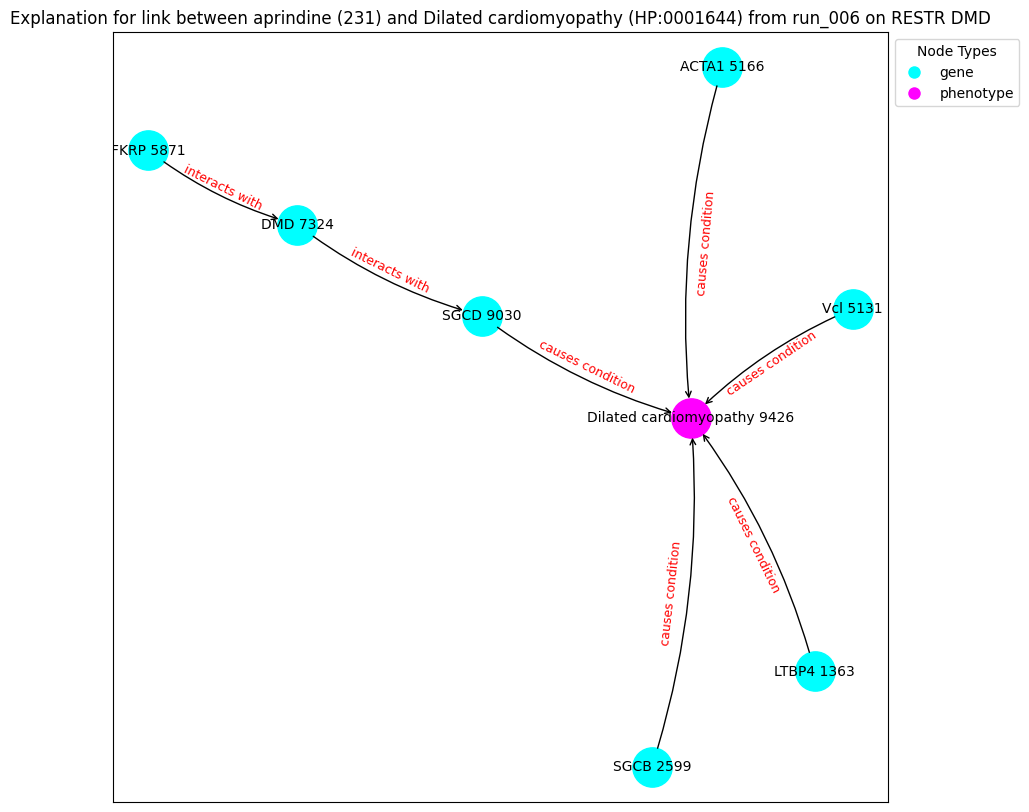 Explanation for link between aprindine (231) and Dilated cardiomyopathy (HP:0001644) from run_006 on RESTR DMD
Node Types
gene
phenotype
ACTA1 5166
FKRP 5871
interacts with
DMD 7324
interacts with
causes condition
SGCD 9030
Vcl 5131
causes condition
causes condition
Dilated cardiomyopathy 9426
causes condition
causes condition
LTBP4 1363
SGCB 2599